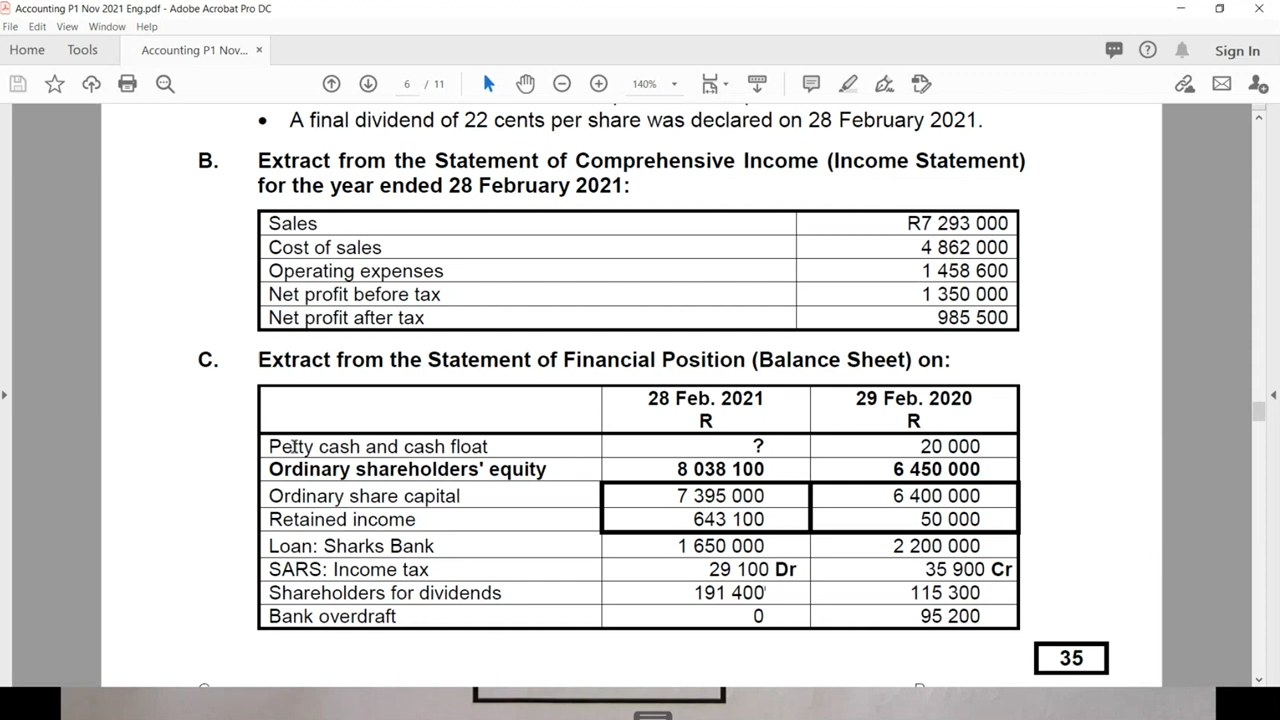 Accounting P1 Nov 2021 Eng.pdf - Adobe Acrobat Pro DC
File Edit View Window Help
Home Tools Accounting P1 Nov... × Sign In
6 / 11 140%
• A final dividend of 22 cents per share was declared on 28 February 2021.
B. Extract from the Statement of Comprehensive Income (Income Statement)
for the year ended 28 February 2021:
Sales R7 293 000
Cost of sales 4 862 000
Operating expenses 1 458 600
Net profit before tax 1 350 000
Net profit after tax 985 500
C. Extract from the Statement of Financial Position (Balance Sheet) on:
28 Feb. 2021 29 Feb. 2020
R R
Petty cash and cash float ? 20 000
Ordinary shareholders' equity 8 038 100 6 450 000
Ordinary share capital 7 395 000 6 400 000
Retained income 643 100 50 000
Loan: Sharks Bank 1 650 000 2 200 000
SARS: Income tax 29 100 Dr 35 900 Cr
Shareholders for dividends 191 400 115 300
Bank overdraft 0 95 200
35